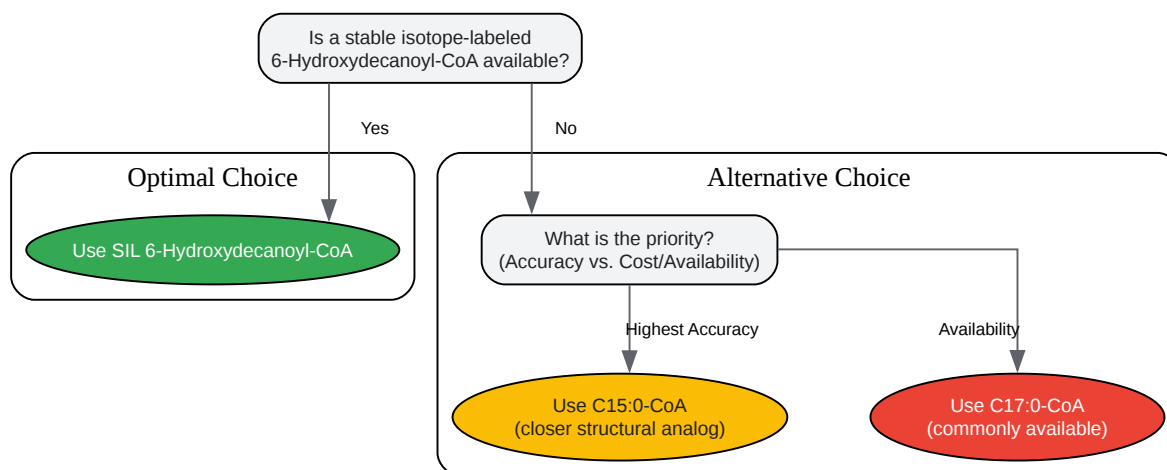 Is a stable isotope-labeled
6-Hydroxydecanoyl-CoA available?
Yes
No
Optimal Choice
Alternative Choice
Use SIL 6-Hydroxydecanoyl-CoA
What is the priority?
(Accuracy vs. Cost/Availability)
Highest Accuracy
Availability
Use C15:0-CoA
(closer structural analog)
Use C17:0-CoA
(commonly available)